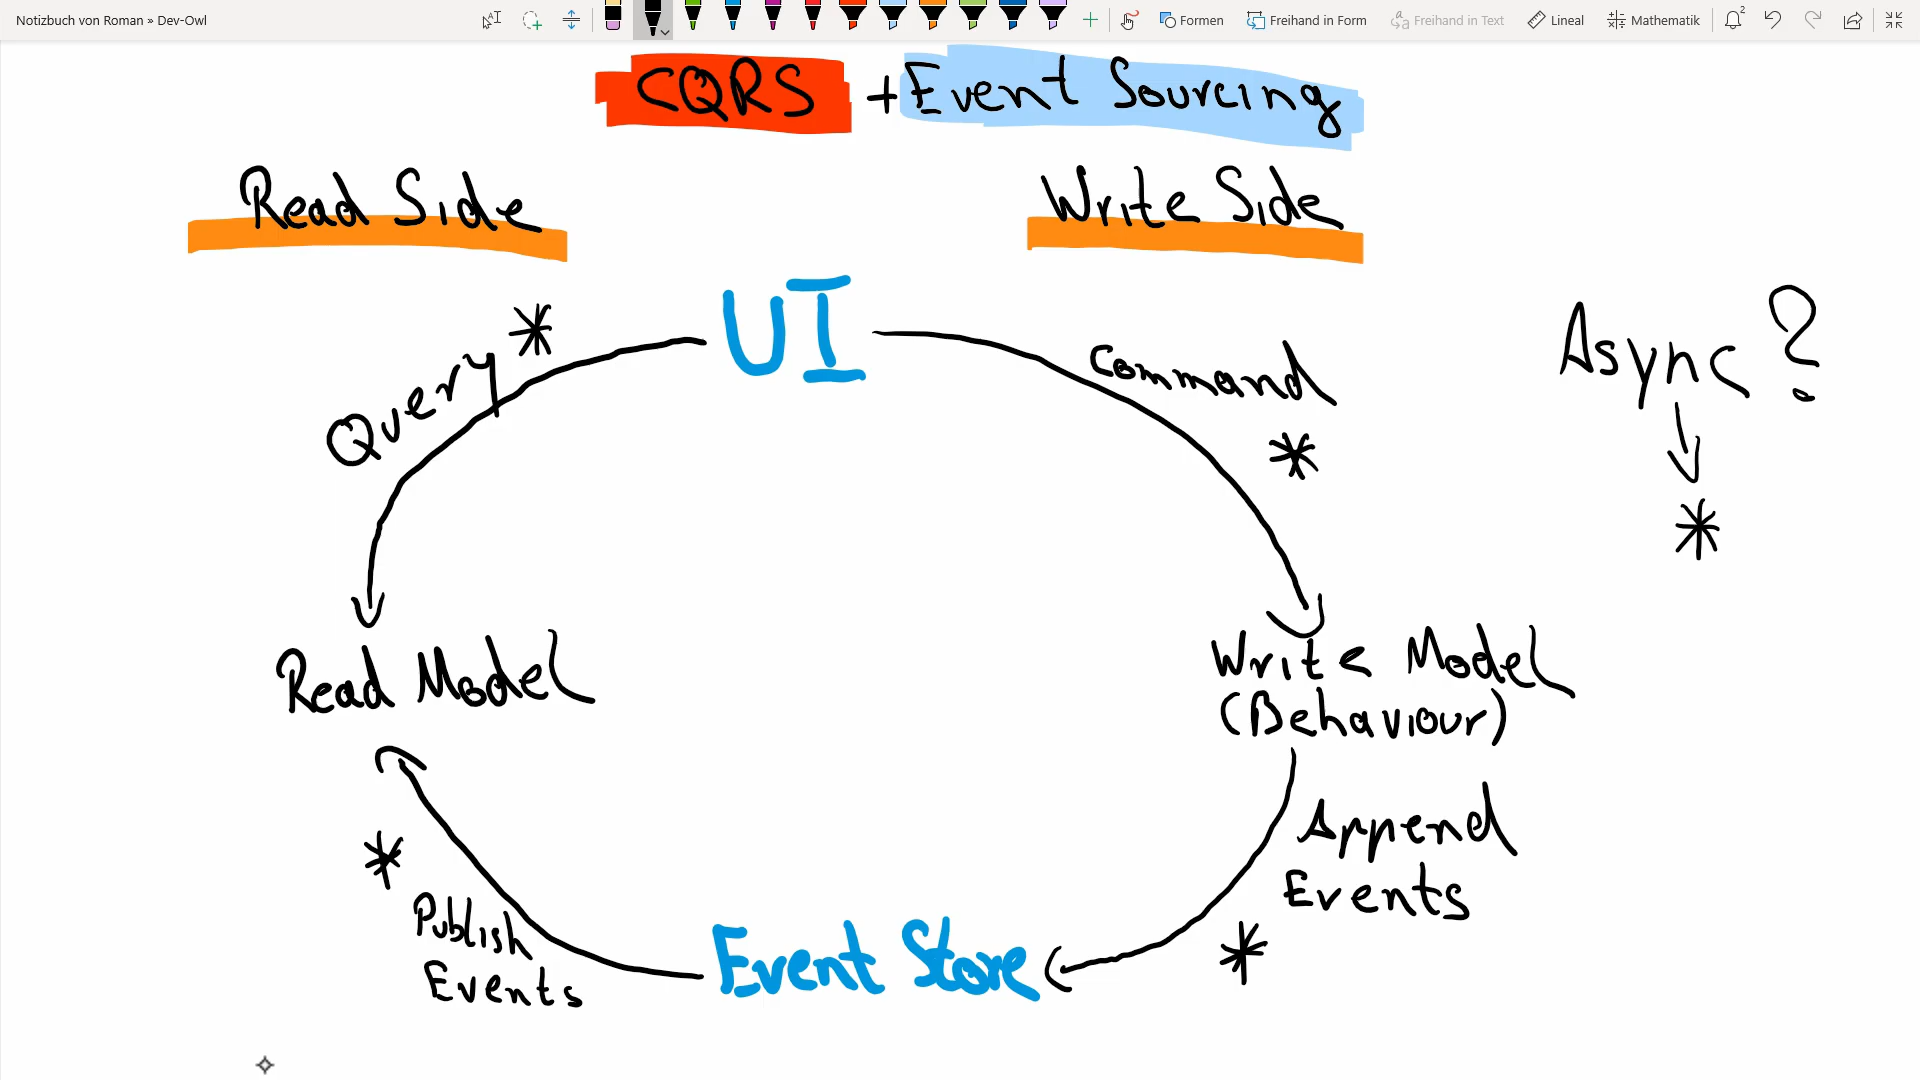 Notizbuch von Roman » Dev-Owl
Formen
Freihand in Form
Freihand in Text
Lineal
Mathematik
2
CQRS + Event Sourcing
Read Side
Write Side
UI
Query *
Command
*
Async?
*
Read Model
Write Model
(Behaviour)
Append
Events
*
*
Publish
Events
Event Store